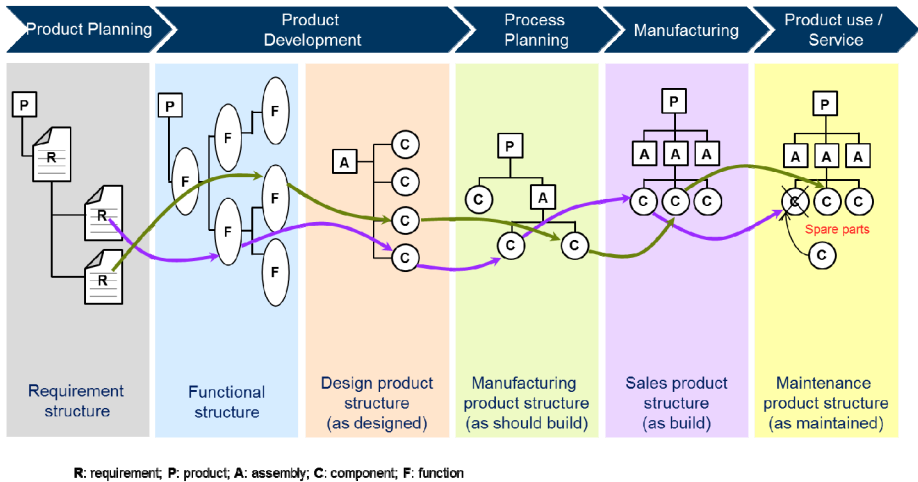 Product Planning
Product
Development
Process
Planning
Manufacturing
Product use /
Service
P
R
R
R
P
F
F
F
F
F
F
A
C
C
C
C
P
C
A
C
C
P
A
A
A
C
C
C
P
A
A
A
C
C
C
Spare parts
C
Requirement
structure
Functional
structure
Design product
structure
(as designed)
Manufacturing
product structure
(as should build)
Sales product
structure
(as build)
Maintenance
product structure
(as maintained)
R: requirement; P: product; A: assembly; C: component; F: function